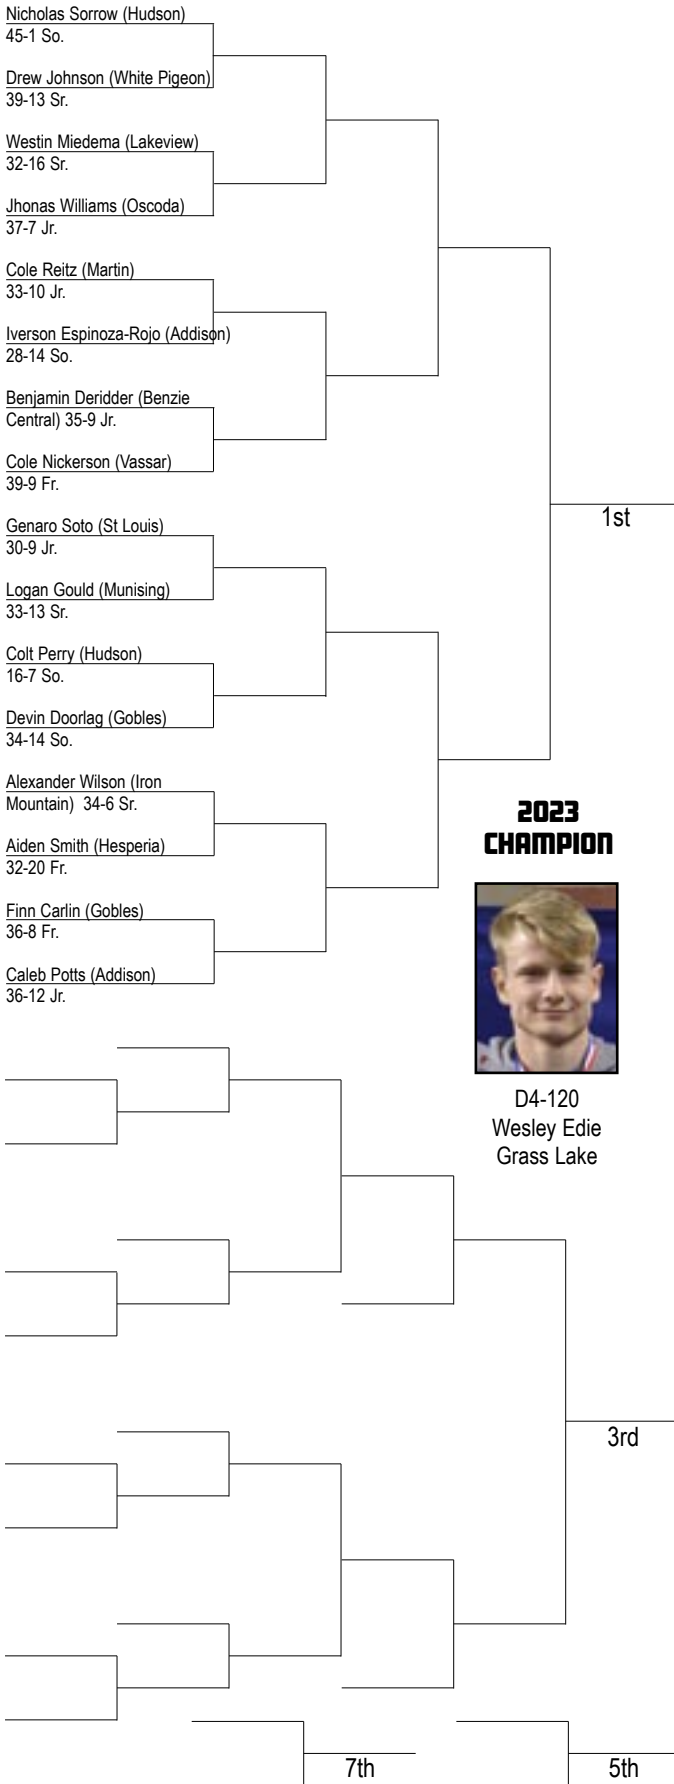 Nicholas Sorrow (Hudson)
45-1 So.
Drew Johnson (White Pigeon)
39-13 Sr.
Westin Miedema (Lakeview)
32-16 Sr.
Jhonas Williams (Oscoda)
37-7 Jr.
Cole Reitz (Martin)
33-10 Jr.
Iverson Espinoza-Rojo (Addison)
28-14 So.
Benjamin Deridder (Benzie
Central) 35-9 Jr.
Cole Nickerson (Vassar)
39-9 Fr.
Genaro Soto (St Louis)
30-9 Jr.
Logan Gould (Munising)
33-13 Sr.
Colt Perry (Hudson)
16-7 So.
Devin Doorlag (Gobles)
34-14 So.
Alexander Wilson (Iron
Mountain)  34-6 Sr.
Aiden Smith (Hesperia)
32-20 Fr.
Finn Carlin (Gobles)
36-8 Fr.
Caleb Potts (Addison)
36-12 Jr.
1st
2023
CHAMPION
D4-120
Wesley Edie
Grass Lake
3rd
7th
5th